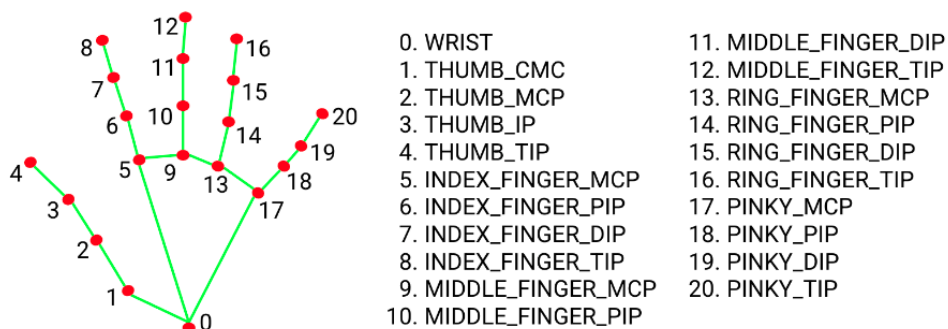 12
8
16
11
7
15
10
6
14
20
4
5
9
13
19
18
3
17
2
1
0
0. WRIST
1. THUMB_CMC
2. THUMB_MCP
3. THUMB_IP
4. THUMB_TIP
5. INDEX_FINGER_MCP
6. INDEX_FINGER_PIP
7. INDEX_FINGER_DIP
8. INDEX_FINGER_TIP
9. MIDDLE_FINGER_MCP
10. MIDDLE_FINGER_PIP
11. MIDDLE_FINGER_DIP
12. MIDDLE_FINGER_TIP
13. RING_FINGER_MCP
14. RING_FINGER_PIP
15. RING_FINGER_DIP
16. RING_FINGER_TIP
17. PINKY_MCP
18. PINKY_PIP
19. PINKY_DIP
20. PINKY_TIP